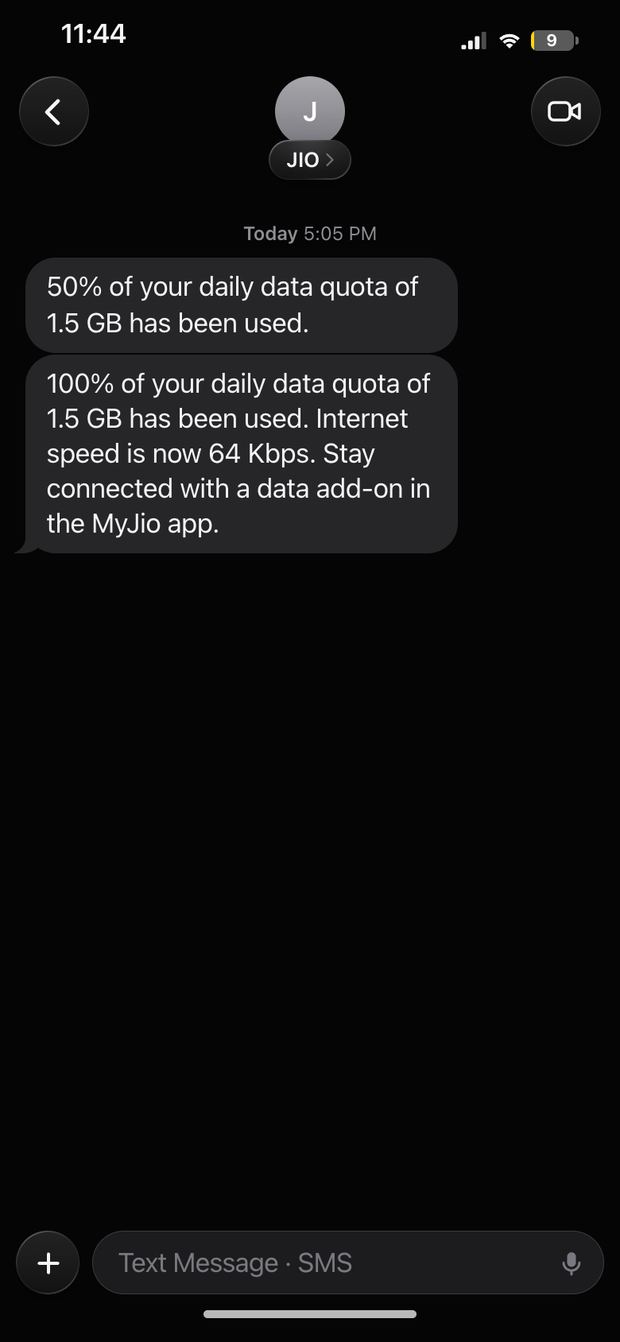 11:44
9
J
JIO
Today 5:05 PM
50% of your daily data quota of
1.5 GB has been used.
100% of your daily data quota of
1.5 GB has been used. Internet
speed is now 64 Kbps. Stay
connected with a data add-on in
the MyJio app.
Text Message · SMS